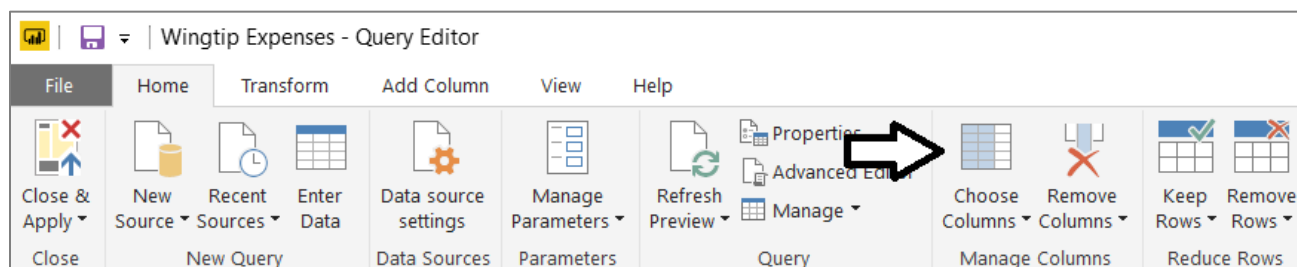 Wingtip Expenses - Query Editor
File Home Transform Add Column View Help
Close &
Apply
New
Source
Recent
Sources
Enter
Data
Data source
settings
Manage
Parameters
Refresh
Preview
Properties
Advanced Editor
Manage
Choose
Columns
Remove
Columns
Keep
Rows
Remove
Rows
Close New Query Data Sources Parameters Query Manage Columns Reduce Rows